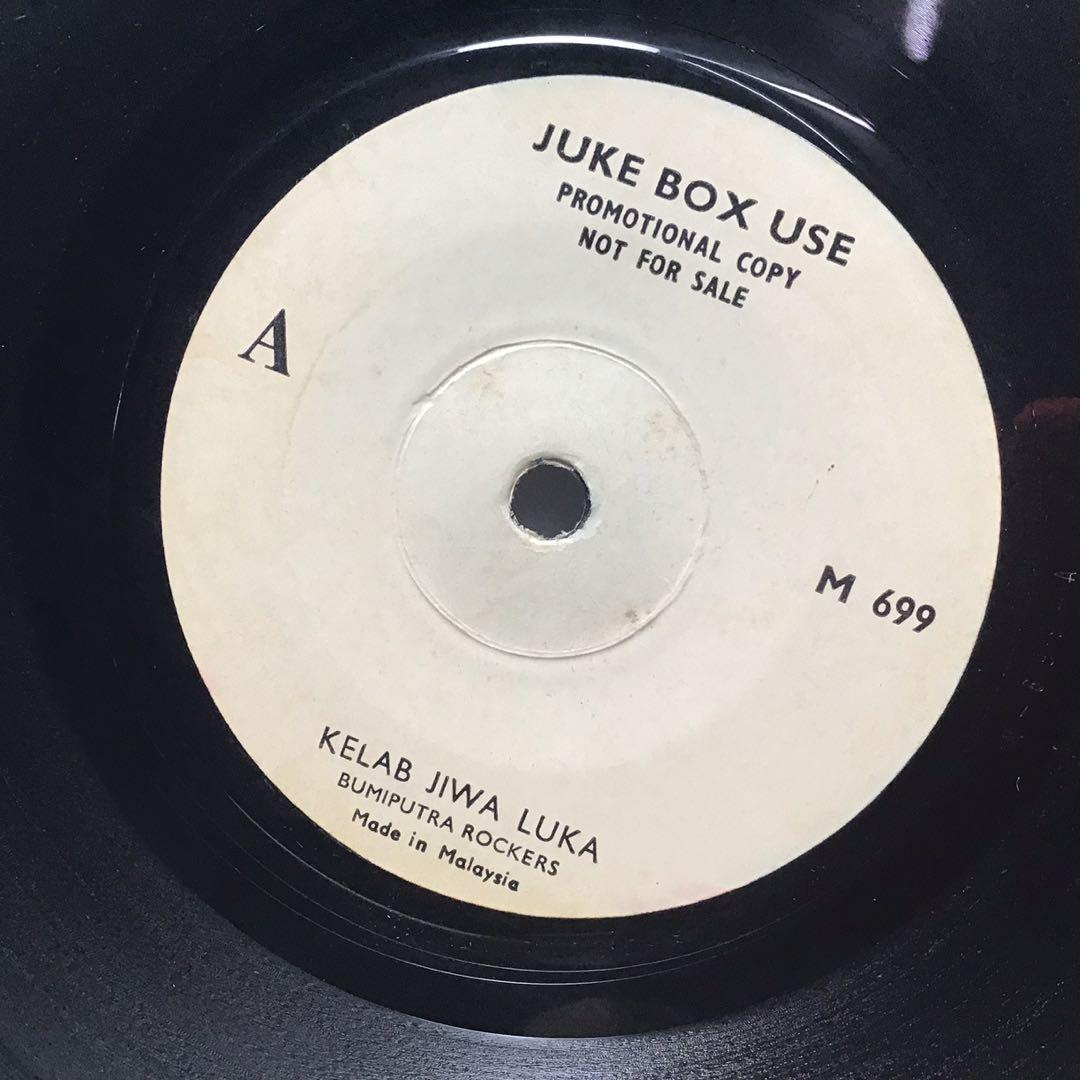 JUKE BOX USE
PROMOTIONAL COPY
NOT FOR SALE
A
M 699
KELAB JIWA LUKA
BUMIPUTRA ROCKERS
Made in Malaysia